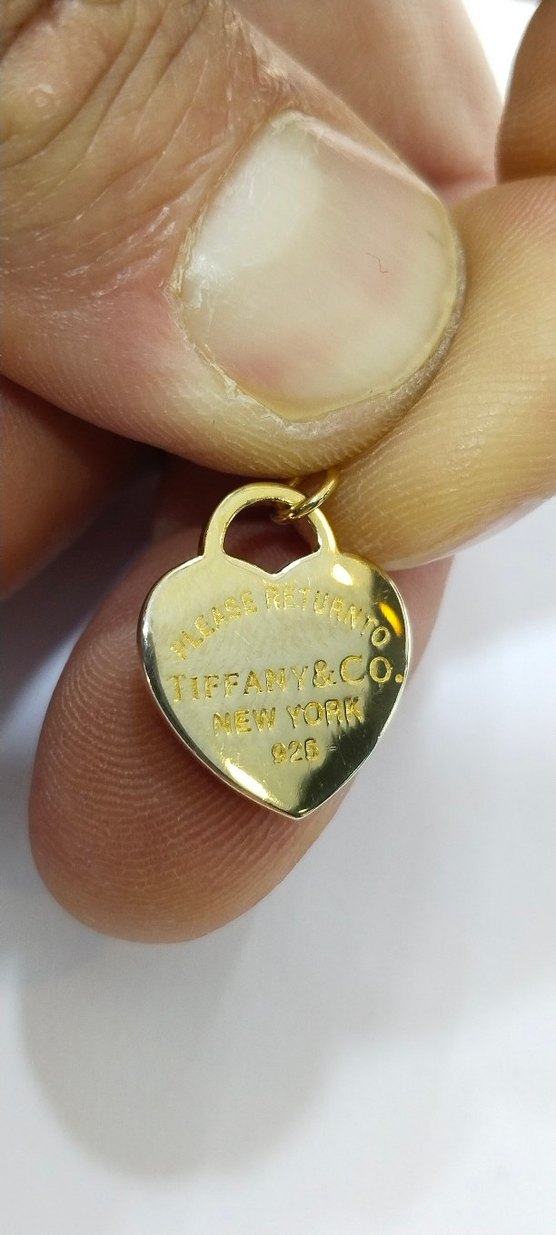 PLEASE RETURN TO
TIFFANY & CO.
NEW YORK
925